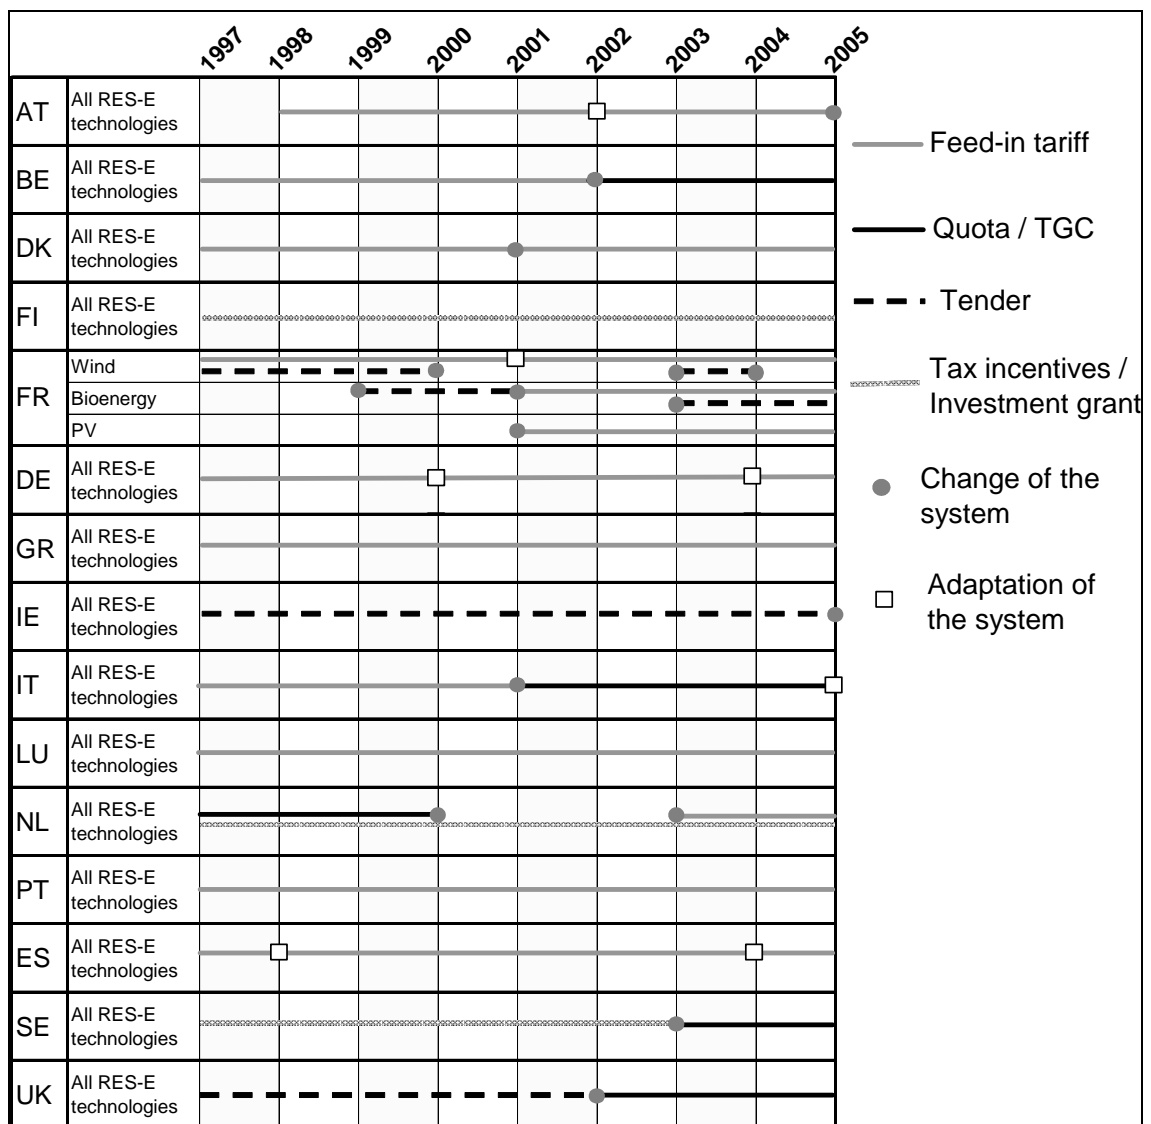 1997 1998 1999 2000 2001 2002 2003 2004 2005
AT
All RES-E
technologies
BE
All RES-E
technologies
DK
All RES-E
technologies
FI
All RES-E
technologies
FR
Wind
Bioenergy
PV
DE
All RES-E
technologies
GR
All RES-E
technologies
IE
All RES-E
technologies
IT
All RES-E
technologies
LU
All RES-E
technologies
NL
All RES-E
technologies
PT
All RES-E
technologies
ES
All RES-E
technologies
SE
All RES-E
technologies
UK
All RES-E
technologies
Feed-in tariff
Quota / TGC
Tender
Tax incentives /
Investment grant
Change of the
system
Adaptation of
the system